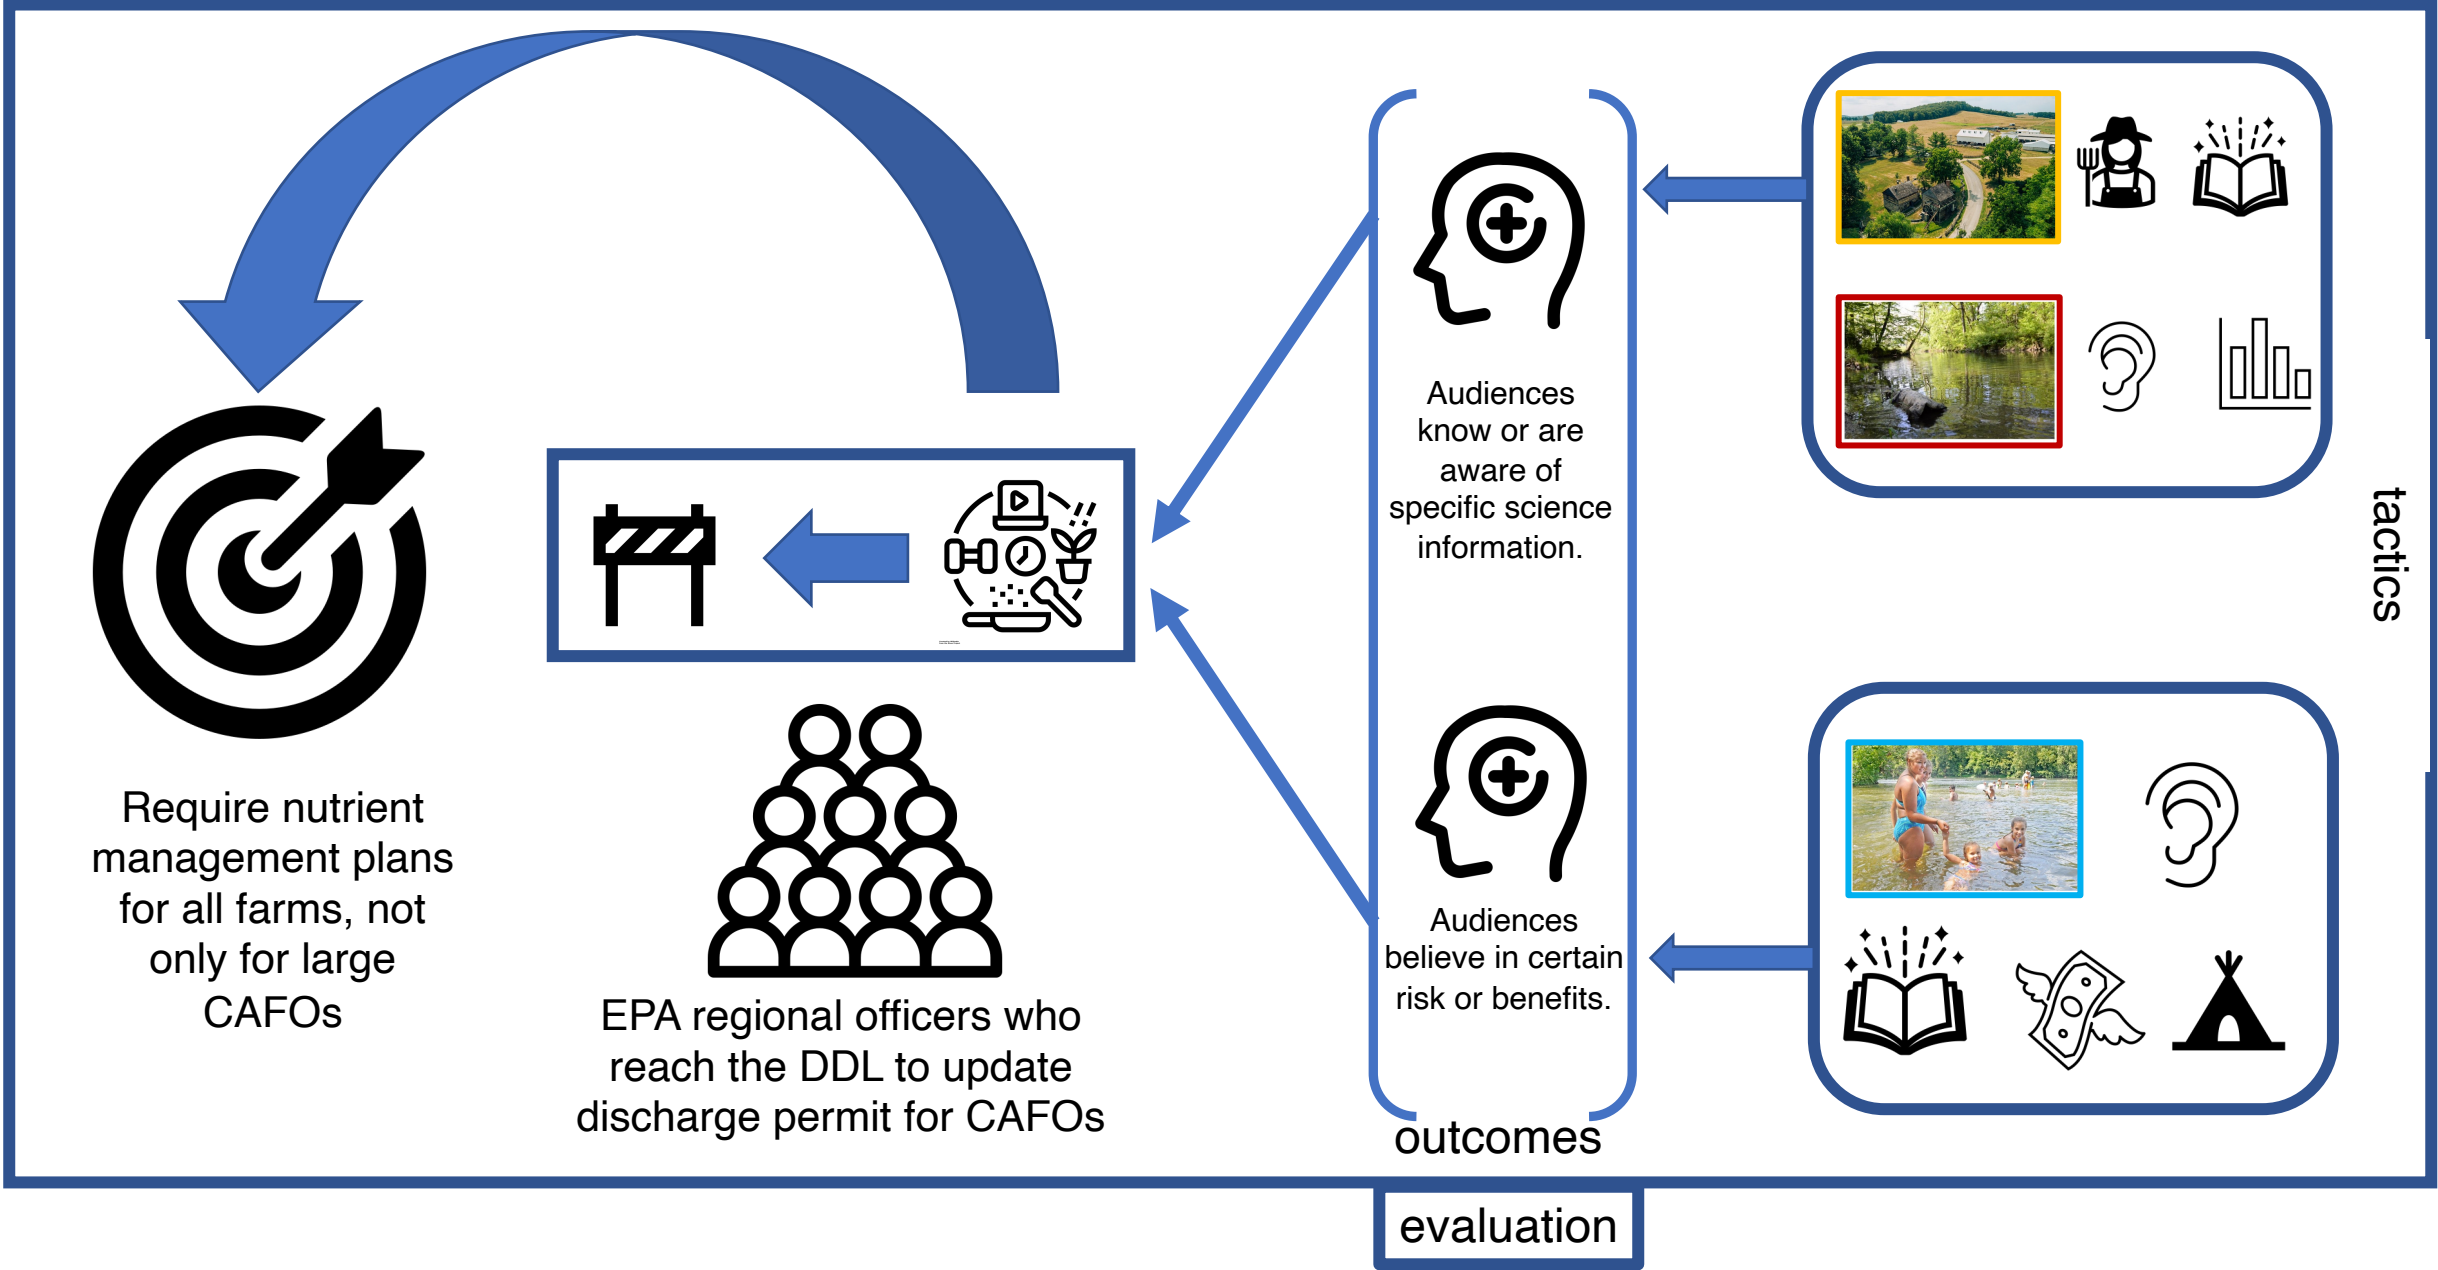 Require nutrient
management plans
for all farms, not
only for large
CAFOs
EPA regional officers who
reach the DDL to update
discharge permit for CAFOs
Audiences
know or are
aware of
specific science
information.
Audiences
believe in certain
risk or benefits.
outcomes
tactics
evaluation